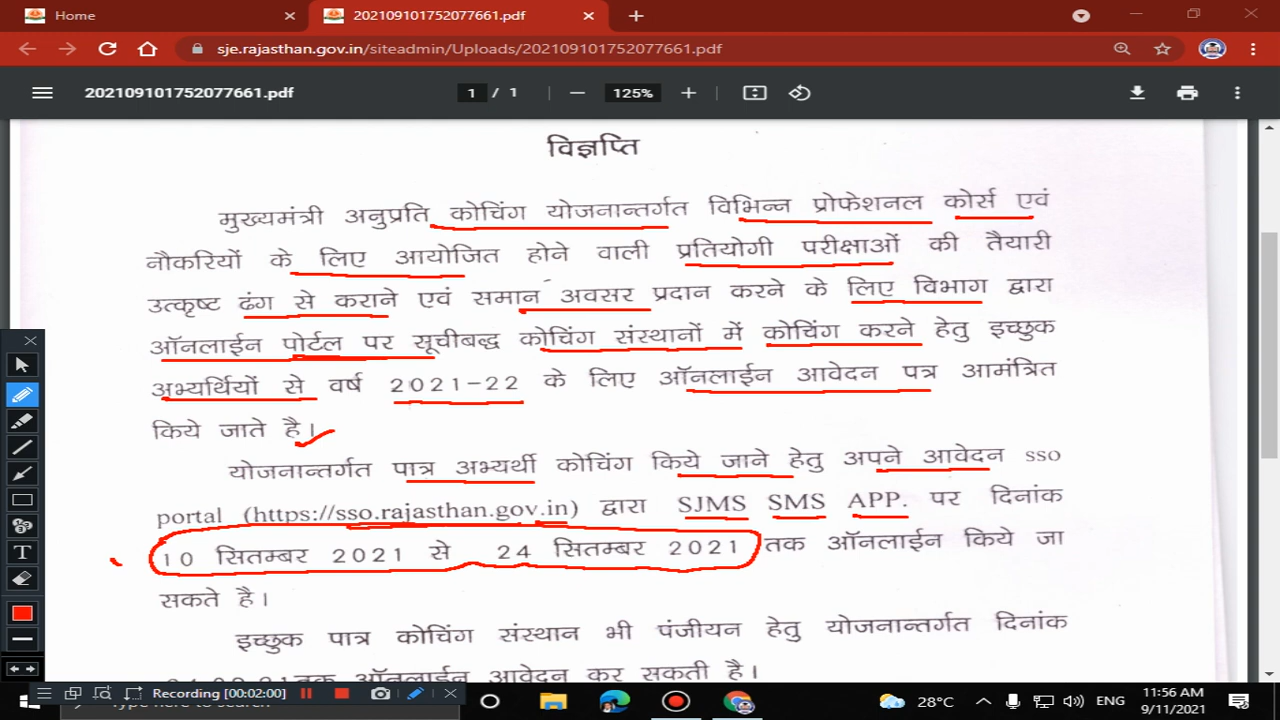 Home
202109101752077661.pdf
sje.rajasthan.gov.in/siteadmin/Uploads/202109101752077661.pdf
202109101752077661.pdf
1 / 1
125%
विज्ञप्ति
मुख्यमंत्री अनुप्रति कोचिंग योजनान्तर्गत विभिन्न प्रोफेशनल कोर्स एवं
नौकरियों के लिए आयोजित होने वाली प्रतियोगी परीक्षाओं की तैयारी
उत्कृष्ट ढंग से कराने एवं समान अवसर प्रदान करने के लिए विभाग द्वारा
ऑनलाईन पोर्टल पर सूचीबद्ध कोचिंग संस्थानों में कोचिंग करने हेतु इच्छुक
अभ्यर्थियों से वर्ष 2021-22 के लिए ऑनलाईन आवेदन पत्र आमंत्रित
किये जाते है।
योजनान्तर्गत पात्र अभ्यर्थी कोचिंग किये जाने हेतु अपने आवेदन sso
portal (https://sso.rajasthan.gov.in) द्वारा SJMS SMS APP. पर दिनांक
10 सितम्बर 2021 से 24 सितम्बर 2021 तक ऑनलाईन किये जा
सकते है।
इच्छुक पात्र कोचिंग संस्थान भी पंजीयन हेतु योजनान्तर्गत दिनांक
तक ऑनलाईन आवेदन कर सकती है।
Recording [00:02:00]
Type here to search
28°C
ENG
11:56 AM
9/11/2021